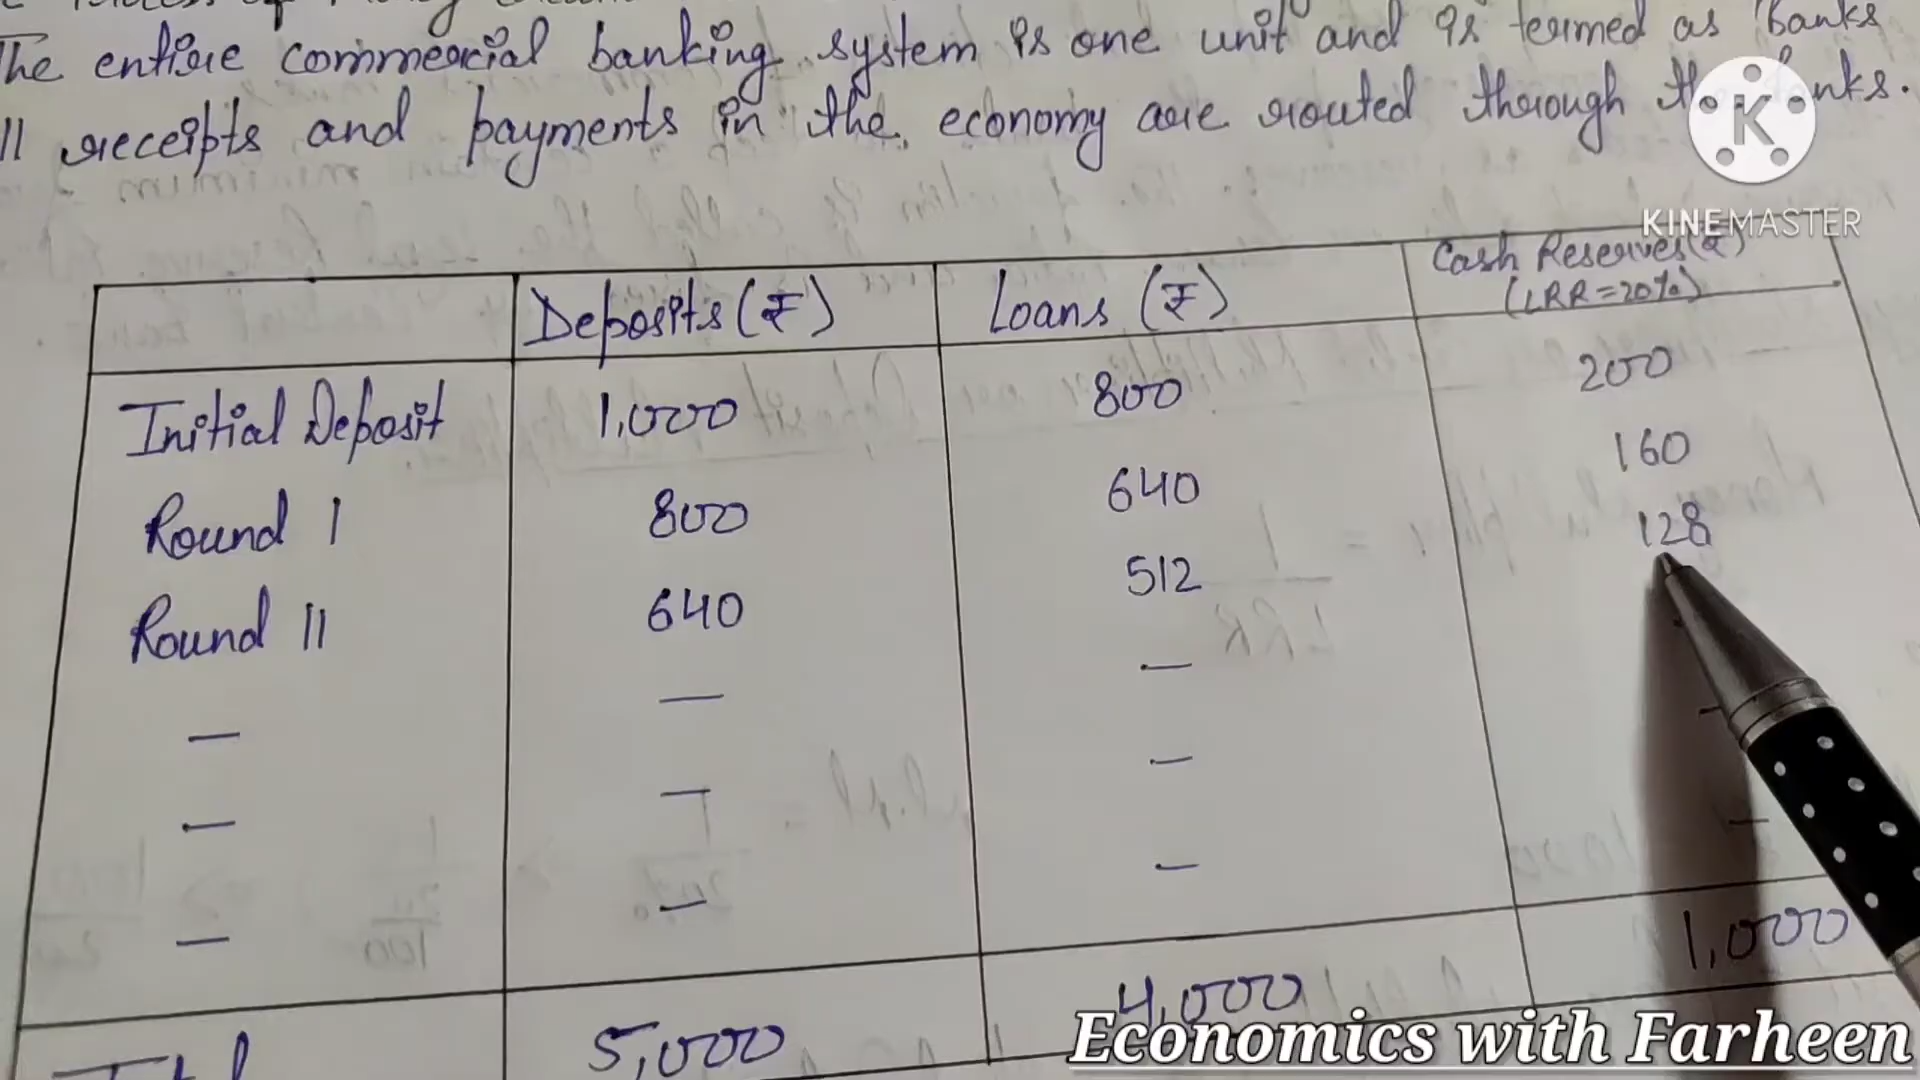 The entire commercial banking system is one unit and is termed as 'Banks
ll receipts and payments in the economy are routed through the banks.
K
KINEMASTER
Deposits (₹) Loans (₹) Cash Reserves (₹)
(LRR = 20%)
Initial Deposit 1,000 800 200
Round I 800 640 160
Round II 640 512 128
— — —
— — — —
— — — —
Total 5,000 4,000 1,000
Economics with Farheen